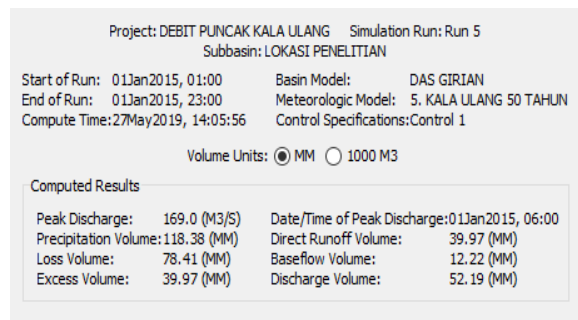 Project: DEBIT PUNCAK KALA ULANG Simulation Run: Run 5
Subbasin: LOKASI PENELITIAN
Start of Run: 01Jan2015, 01:00 Basin Model: DAS GIRIAN
End of Run: 01Jan2015, 23:00 Meteorologic Model: 5. KALA ULANG 50 TAHUN
Compute Time:27May2019, 14:05:56 Control Specifications:Control 1
Volume Units: MM 1000 M3
Computed Results
Peak Discharge: 169.0 (M3/S) Date/Time of Peak Discharge:01Jan2015, 06:00
Precipitation Volume:118.38 (MM) Direct Runoff Volume: 39.97 (MM)
Loss Volume: 78.41 (MM) Baseflow Volume: 12.22 (MM)
Excess Volume: 39.97 (MM) Discharge Volume: 52.19 (MM)